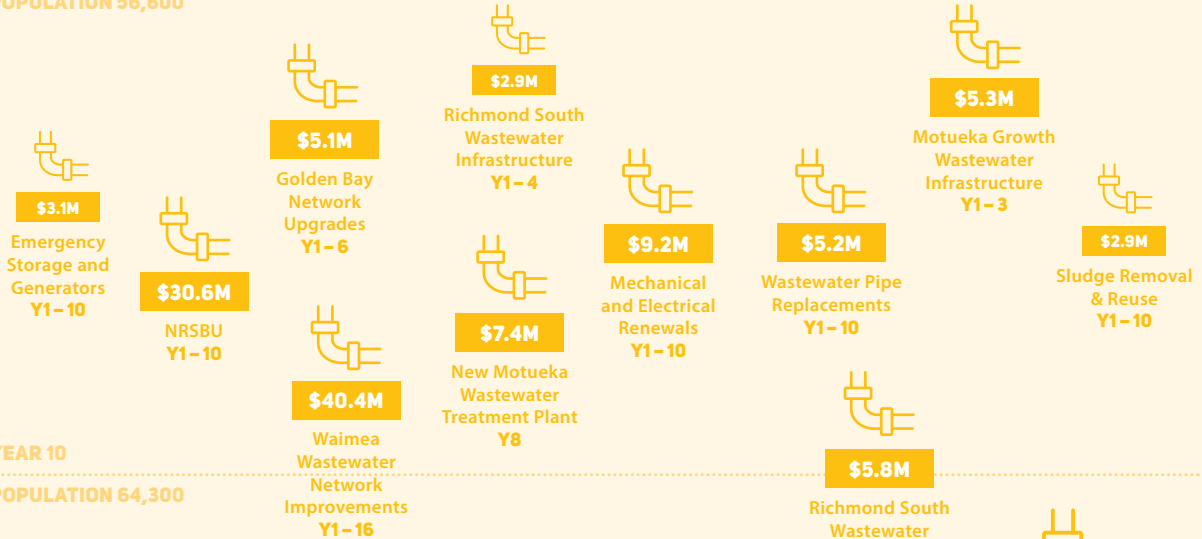 POPULATION 56,600
$2.9M
Richmond South
Wastewater
Infrastructure
Y1 – 4
$5.3M
Motueka Growth
Wastewater
Infrastructure
Y1 – 3
$5.1M
Golden Bay
Network
Upgrades
Y1 – 6
$3.1M
Emergency
Storage and
Generators
Y1 – 10
$30.6M
NRSBU
Y1 – 10
$9.2M
Mechanical
and Electrical
Renewals
Y1 – 10
$5.2M
Wastewater Pipe
Replacements
Y1 – 10
$2.9M
Sludge Removal
& Reuse
Y1 – 10
$7.4M
New Motueka
Wastewater
Treatment Plant
Y8
$40.4M
Waimea
Wastewater
Network
Improvements
Y1 – 16
YEAR 10
POPULATION 64,300
$5.8M
Richmond South
Wastewater